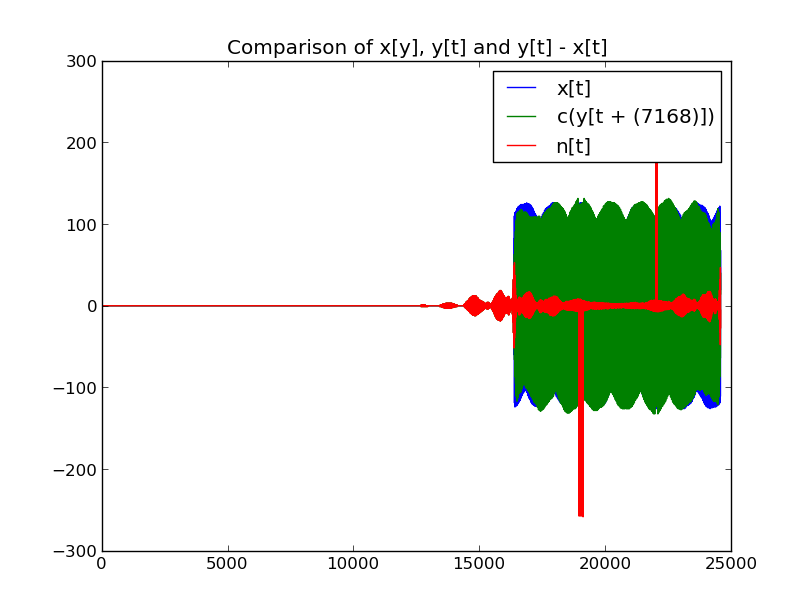 Comparison of x[y], y[t] and y[t] - x[t]
300
x[t]
c(y[t + (7168)])
n[t]
200
100
0
−100
−200
−300
0 5000 10000 15000 20000 25000